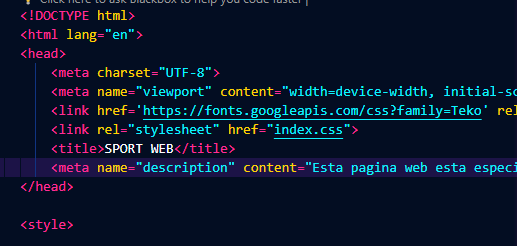 Click here to ask Blackbox to help you code faster |
<!DOCTYPE html>
<html lang="en">
<head>
<meta charset="UTF-8">
<meta name="viewport" content="width=device-width, initial-sc
<link href='https://fonts.googleapis.com/css?family=Teko' rel
<link rel="stylesheet" href="index.css">
<title>SPORT WEB</title>
<meta name="description" content="Esta pagina web esta especi
</head>
<style>